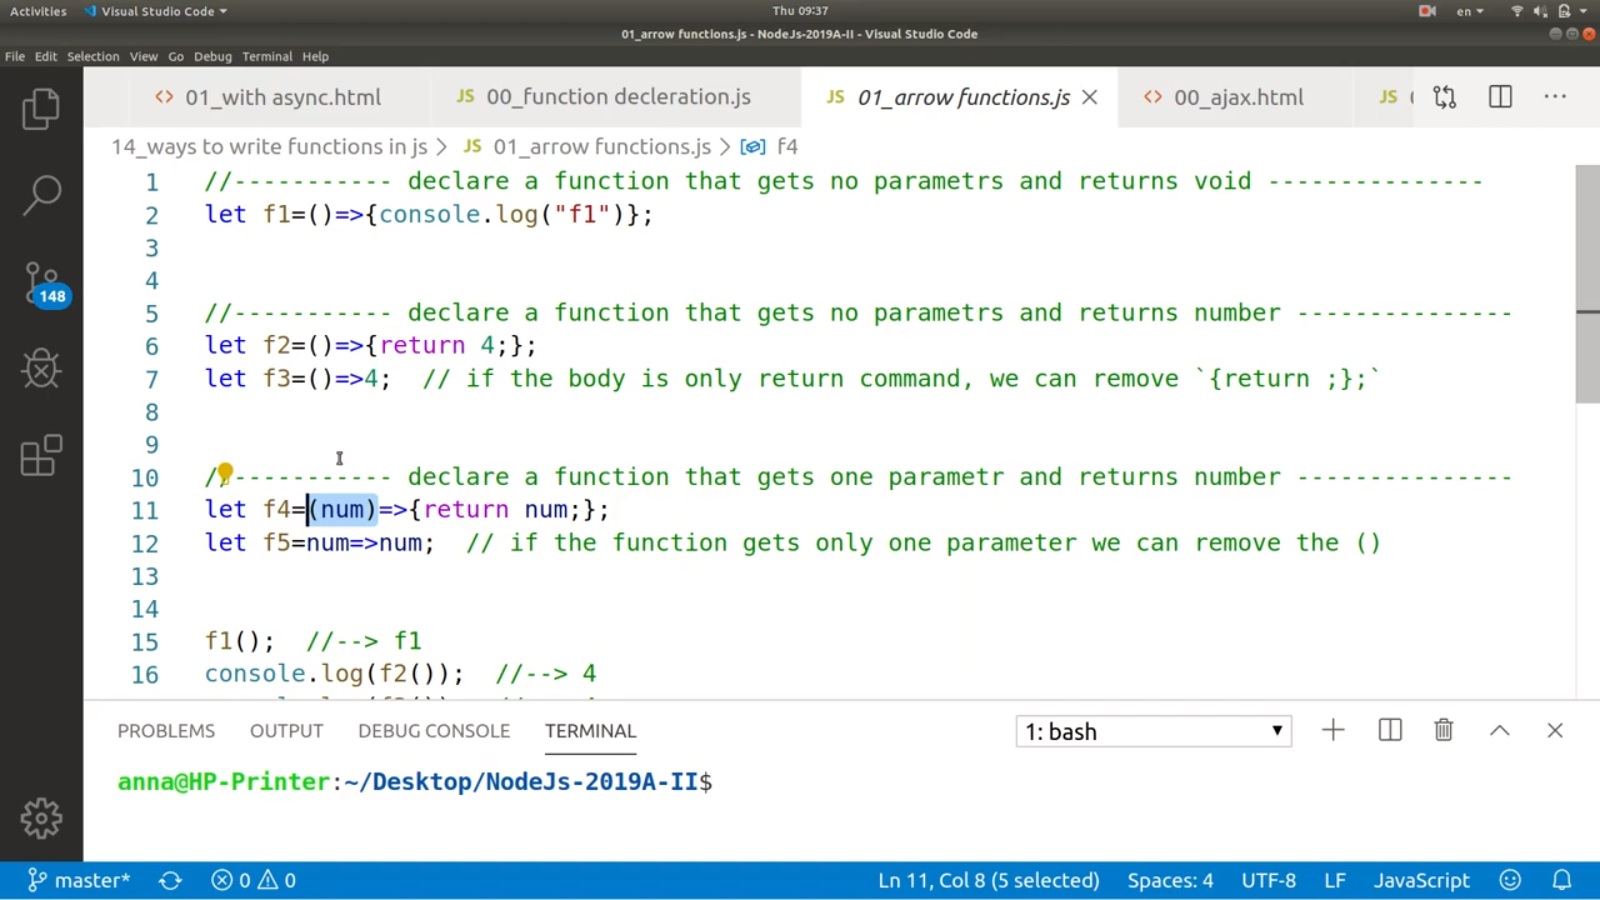 Activities Visual Studio Code Thu 09:37 en
01_arrow functions.js - NodeJs-2019A-II - Visual Studio Code
File Edit Selection View Go Debug Terminal Help
01_with async.html JS 00_function decleration.js JS 01_arrow functions.js 00_ajax.html JS
14_ways to write functions in js > JS 01_arrow functions.js > f4
1 //----------- declare a function that gets no parametrs and returns void ---------------
2 let f1=()=>{console.log("f1")};
3
4
5 //----------- declare a function that gets no parametrs and returns number ---------------
6 let f2=()=>{return 4;};
7 let f3=()=>4; // if the body is only return command, we can remove `{return ;};`
8
9
10 //----------- declare a function that gets one parametr and returns number ---------------
11 let f4=(num)=>{return num;};
12 let f5=num=>num; // if the function gets only one parameter we can remove the ()
13
14
15 f1(); //--> f1
16 console.log(f2()); //--> 4
148
PROBLEMS OUTPUT DEBUG CONSOLE TERMINAL 1: bash
anna@HP-Printer:~/Desktop/NodeJs-2019A-II$
master* 0 0 Ln 11, Col 8 (5 selected) Spaces: 4 UTF-8 LF JavaScript